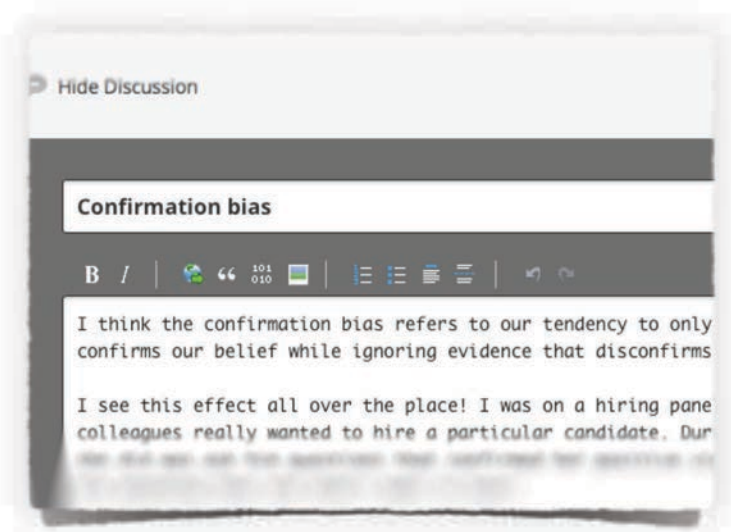 Hide Discussion
Confirmation bias
B I “ 101
010
I think the confirmation bias refers to our tendency to only
confirms our belief while ignoring evidence that disconfirms
I see this effect all over the place! I was on a hiring pane
colleagues really wanted to hire a particular candidate. Dur